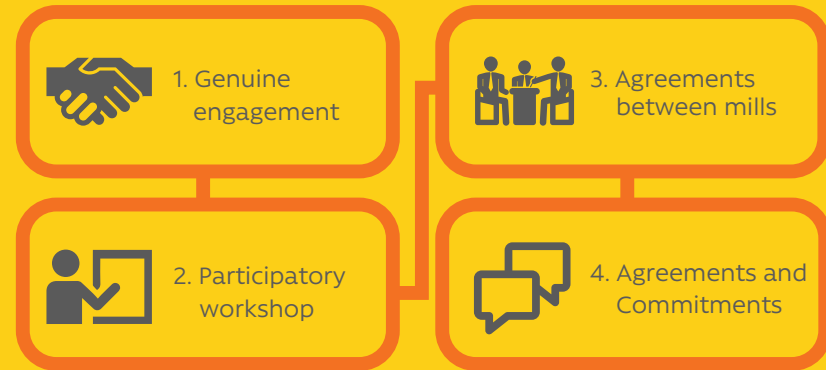 1. Genuine
engagement
2. Participatory
workshop
3. Agreements
between mills
4. Agreements and
Commitments